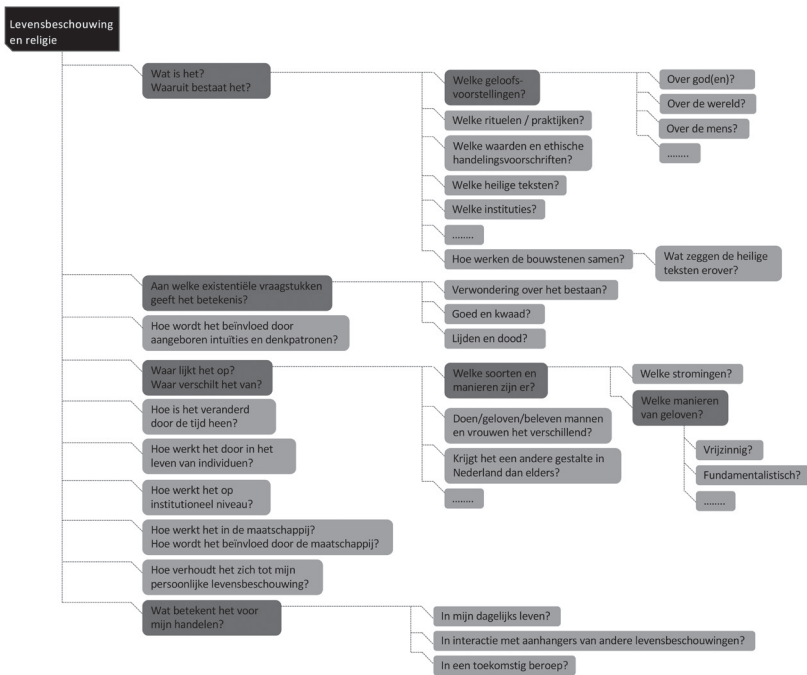 Levensbeschouwing
en religie
Wat is het?
Waaruit bestaat het?
Welke geloofs-
voorstellingen?
Over god(en)?
Over de wereld?
Over de mens?
........
Welke rituelen / praktijken?
Welke waarden en ethische
handelingsvoorschriften?
Welke heilige teksten?
Welke instituties?
........
Hoe werken de bouwstenen samen?
Wat zeggen de heilige
teksten erover?
Aan welke existentiële vraagstukken
geeft het betekenis?
Verwondering over het bestaan?
Goed en kwaad?
Lijden en dood?
Hoe wordt het beïnvloed door
aangeboren intuïties en denkpatronen?
Waar lijkt het op?
Waar verschilt het van?
Welke soorten en
manieren zijn er?
Welke stromingen?
Welke manieren
van geloven?
Vrijzinnig?
Fundamentalistisch?
........
Doen/geloven/beleven mannen
en vrouwen het verschillend?
Krijgt het een andere gestalte in
Nederland dan elders?
........
Hoe is het veranderd
door de tijd heen?
Hoe werkt het door in het
leven van individuen?
Hoe werkt het op
institutioneel niveau?
Hoe werkt het in de maatschappij?
Hoe wordt het beïnvloed door de maatschappij?
Hoe verhoudt het zich tot mijn
persoonlijke levensbeschouwing?
Wat betekent het voor
mijn handelen?
In mijn dagelijks leven?
In interactie met aanhangers van andere levensbeschouwingen?
In een toekomstig beroep?